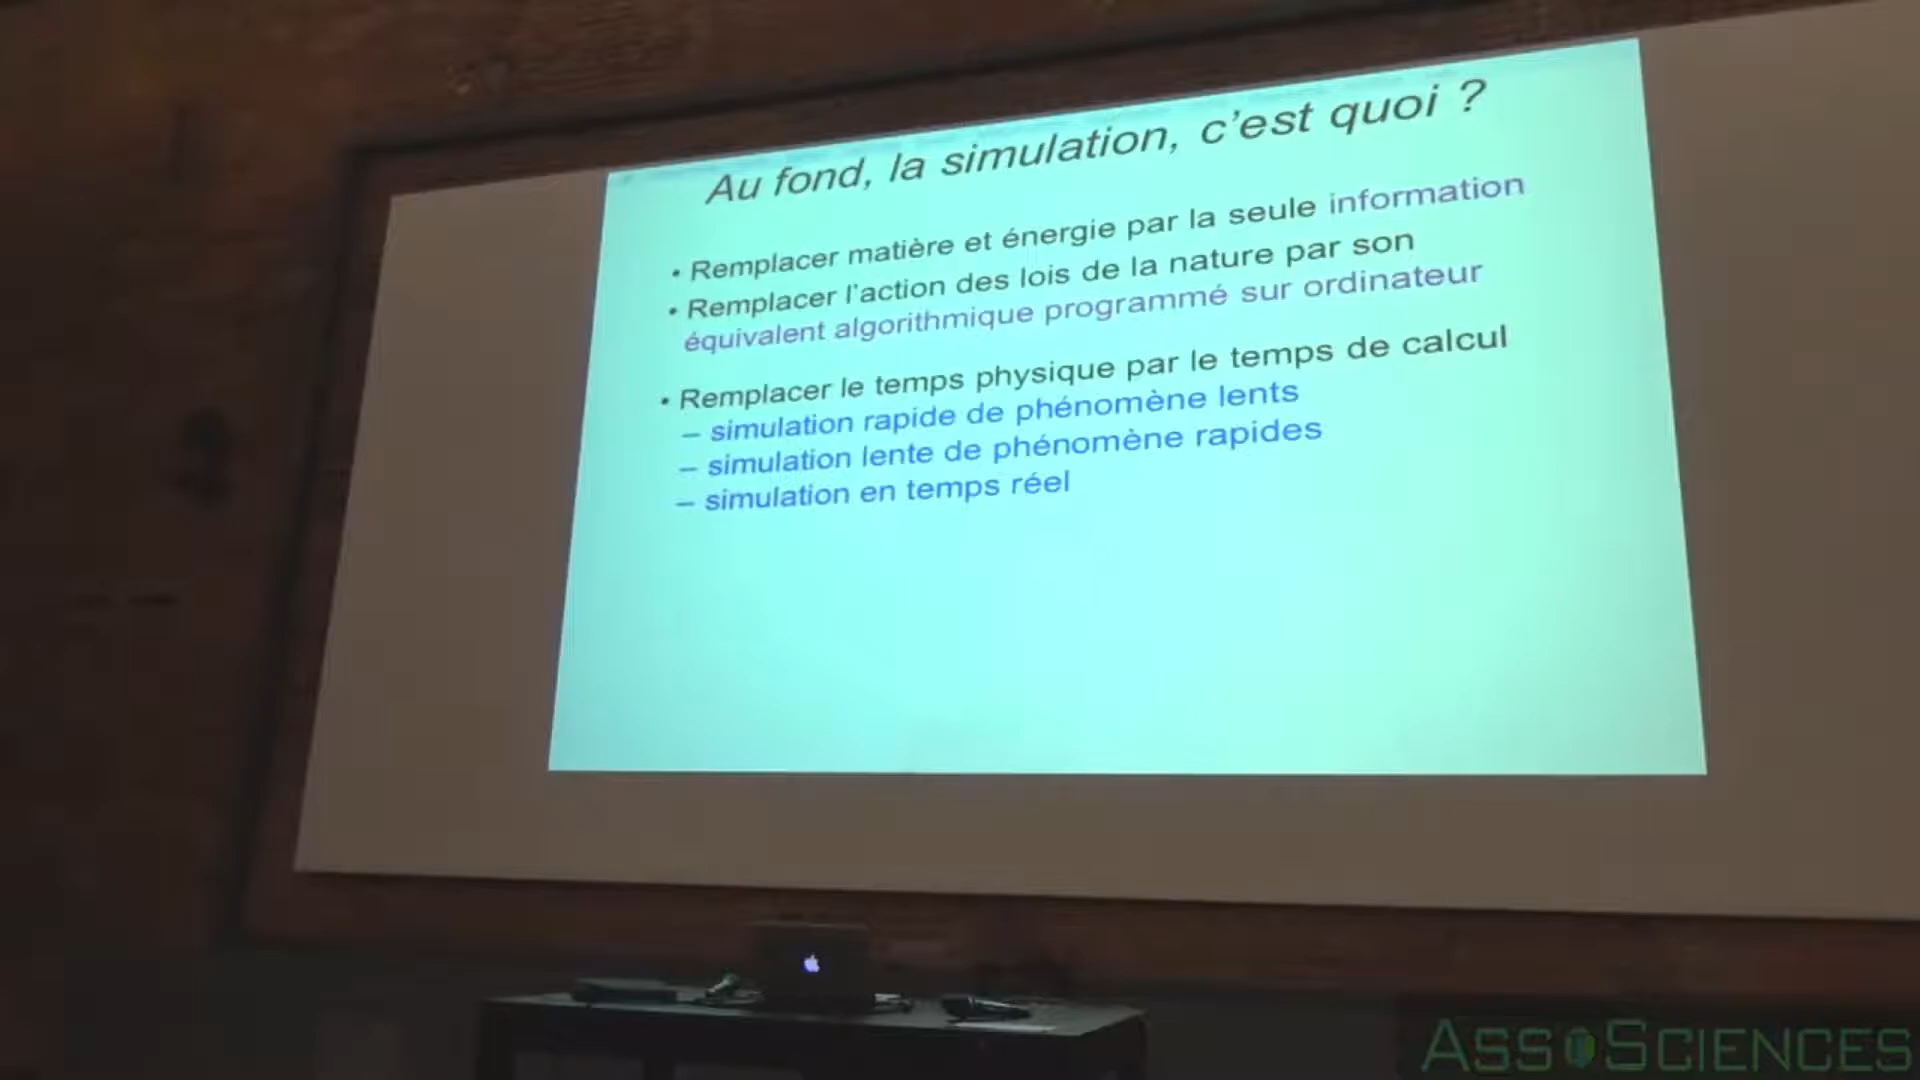 Au fond, la simulation, c'est quoi ?
• Remplacer matière et énergie par la seule information
• Remplacer l'action des lois de la nature par son
équivalent algorithmique programmé sur ordinateur
• Remplacer le temps physique par le temps de calcul
– simulation rapide de phénomène lents
– simulation lente de phénomène rapides
– simulation en temps réel
ASSOSCIENCES